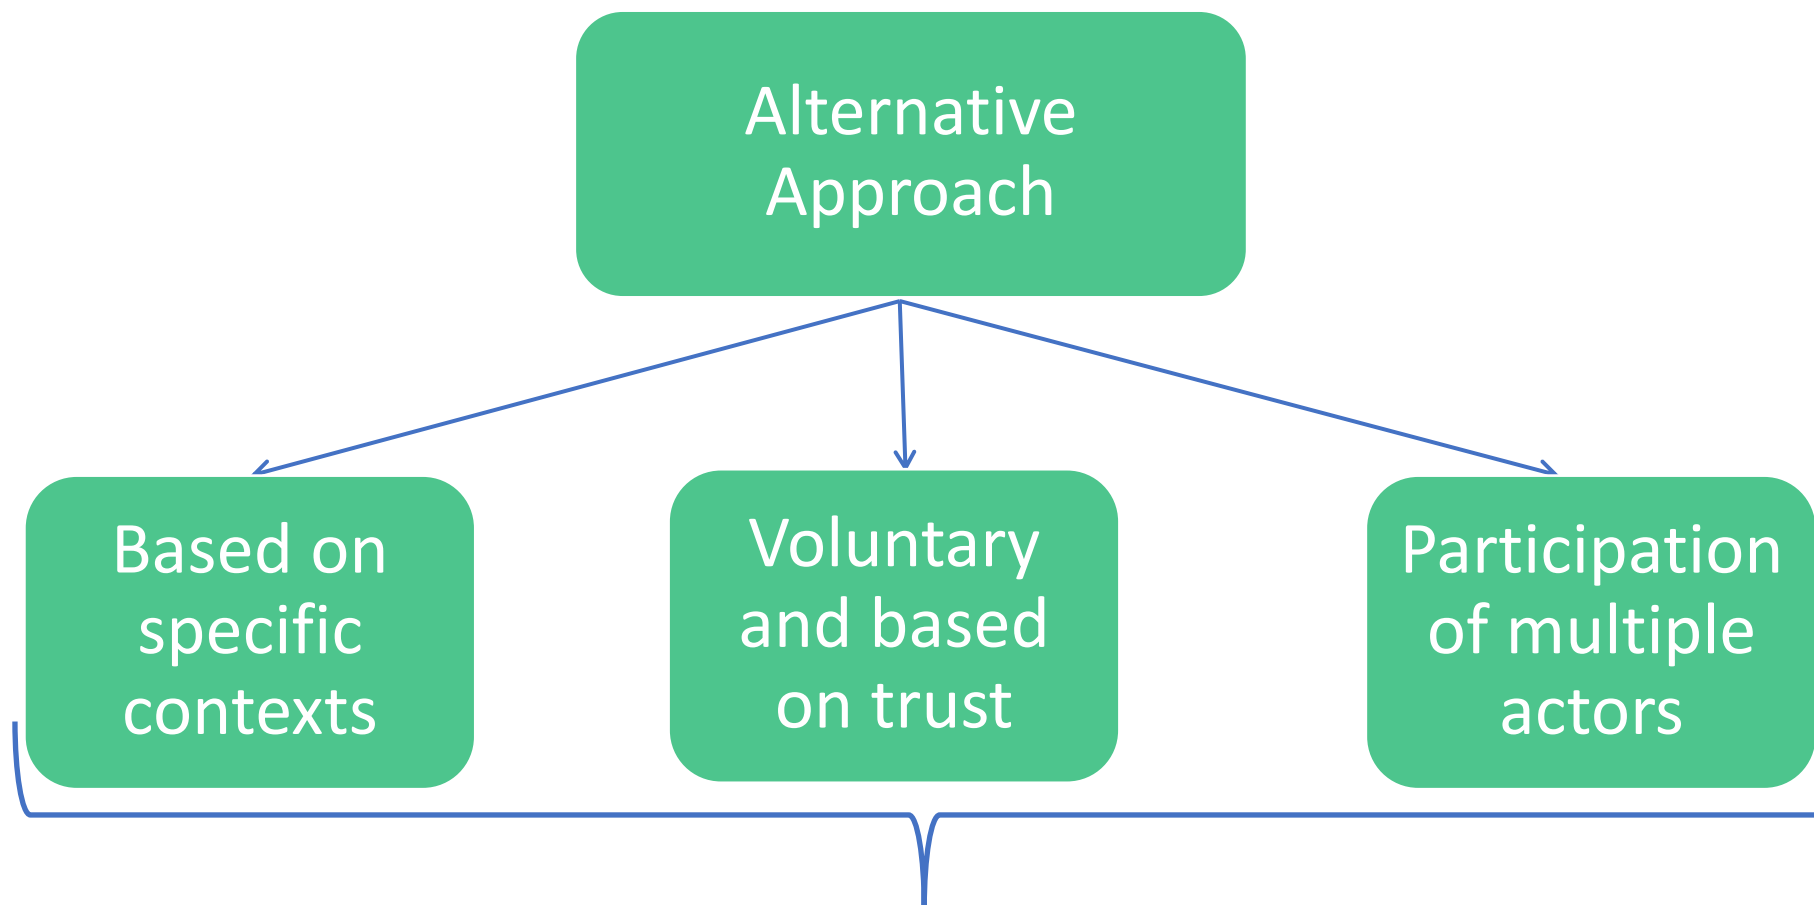 Alternative
Approach
Based on
specific
contexts
Voluntary
and based
on trust
Participation
of multiple
actors